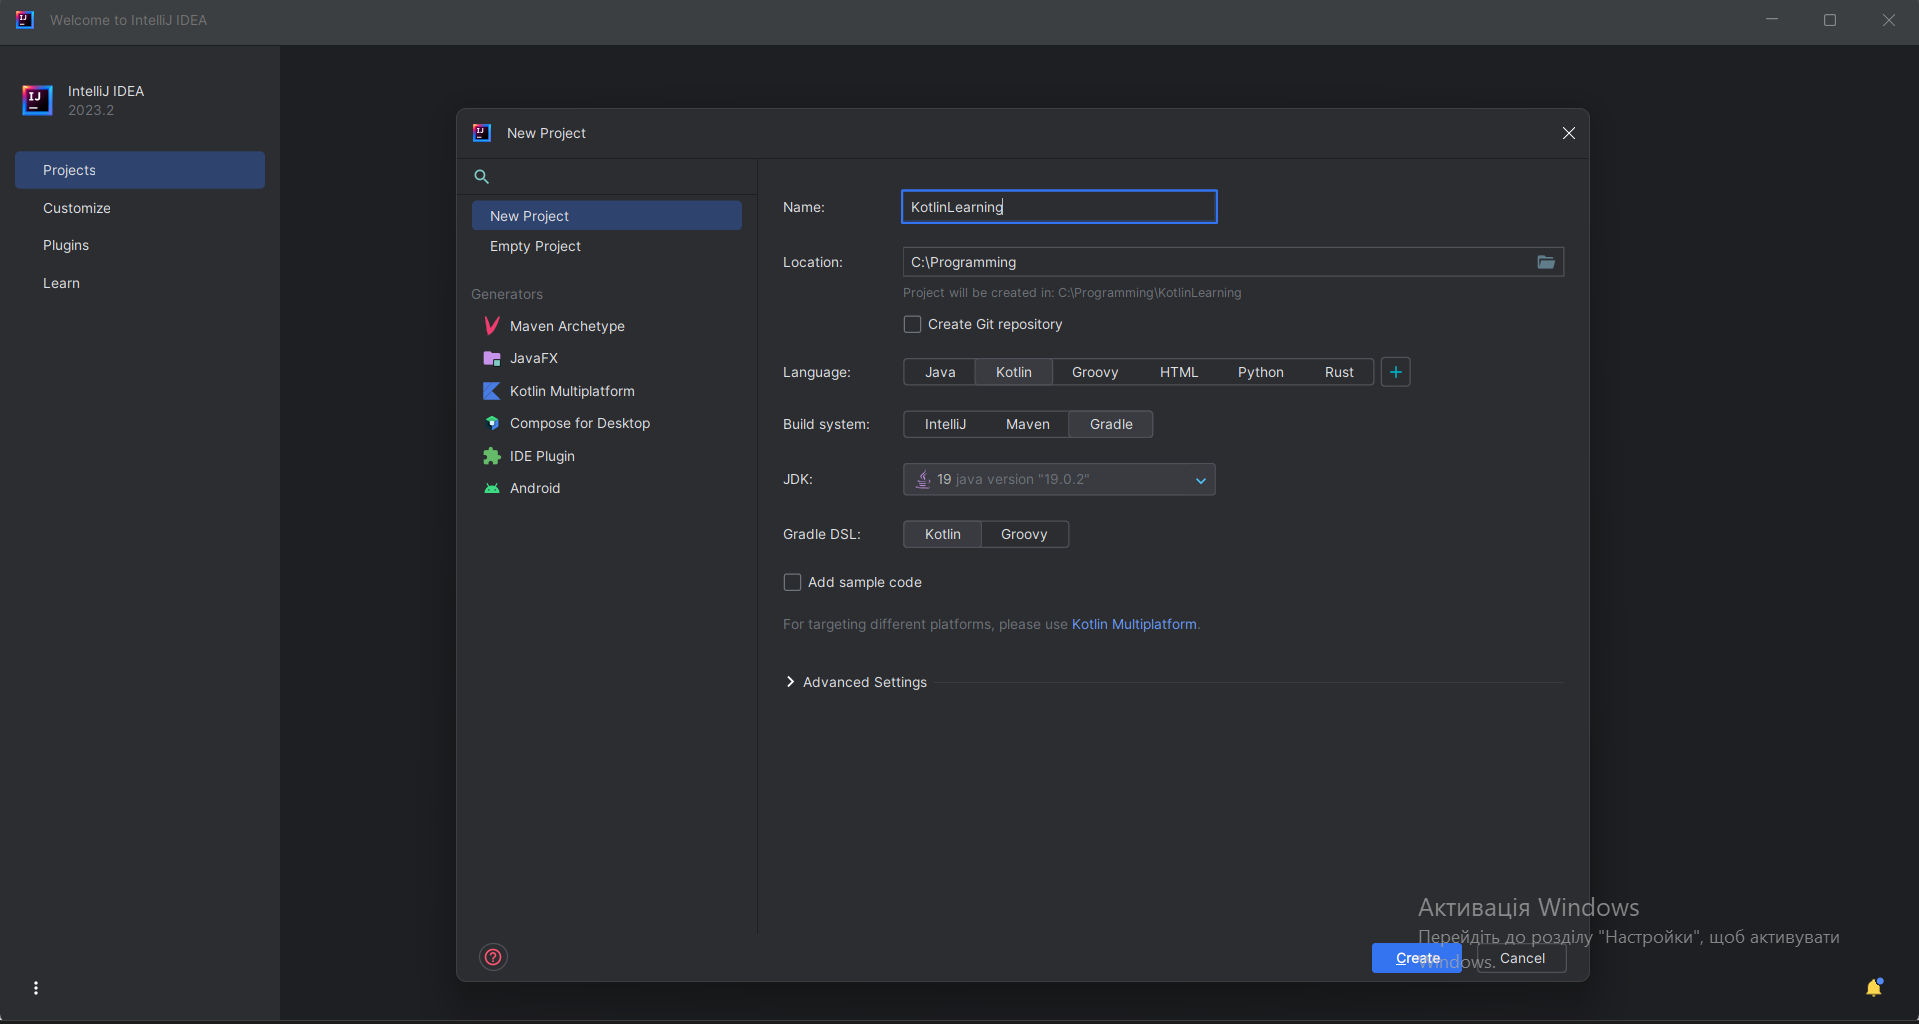 Welcome to IntelliJ IDEA
IntelliJ IDEA
2023.2
Projects
Customize
Plugins
Learn
New Project
New Project
Empty Project
Generators
Maven Archetype
JavaFX
Kotlin Multiplatform
Compose for Desktop
IDE Plugin
Android
Name: KotlinLearning
Location: C:\Programming
Project will be created in: C:\Programming\KotlinLearning
Create Git repository
Language: Java Kotlin Groovy HTML Python Rust +
Build system: IntelliJ Maven Gradle
JDK: 19 java version "19.0.2"
Gradle DSL: Kotlin Groovy
Add sample code
For targeting different platforms, please use Kotlin Multiplatform.
Advanced Settings
Активація Windows
Перейдіть до розділу "Настройки", щоб активувати
Windows.
Create Cancel